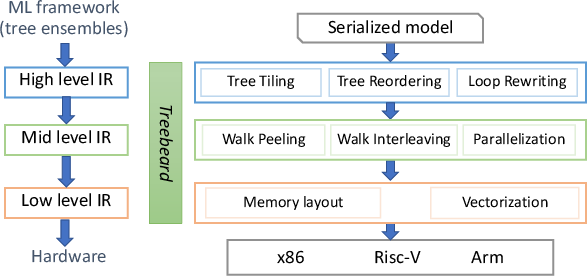 ML framework
(tree ensembles)
High level IR
Mid level IR
Low level IR
Hardware
Treebeard
Serialized model
Tree Tiling
Tree Reordering
Loop Rewriting
Walk Peeling
Walk Interleaving
Parallelization
Memory layout
Vectorization
x86
Risc-V
Arm